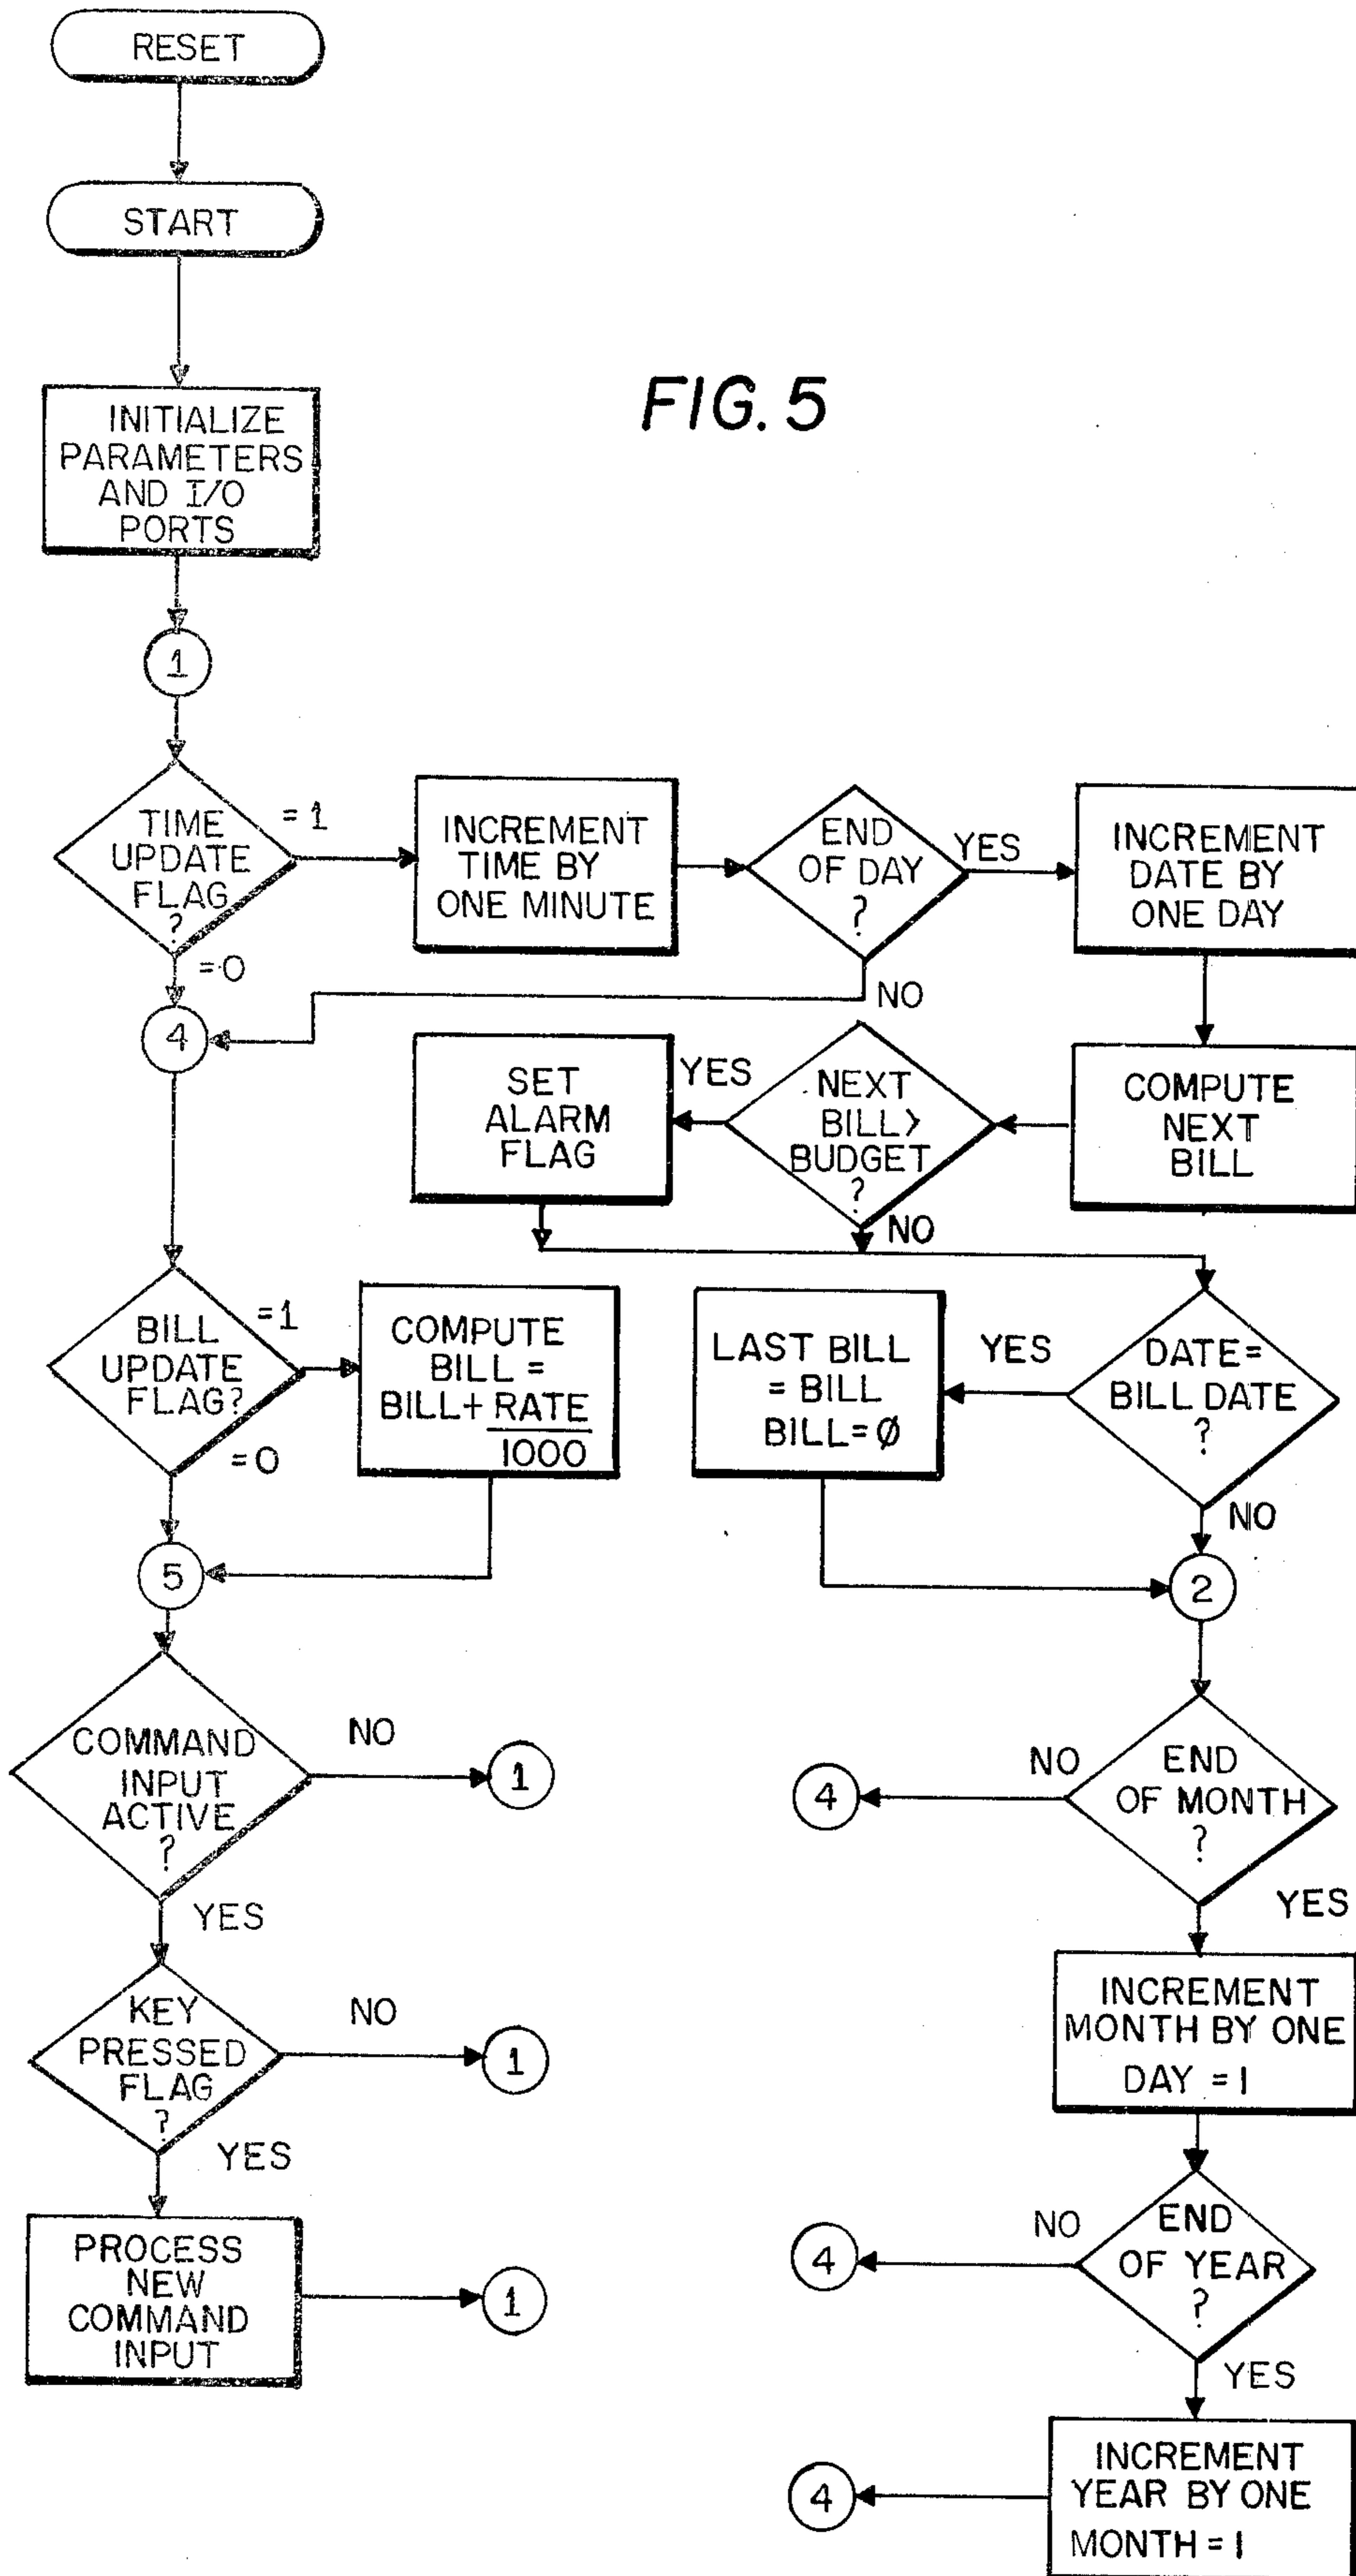 RESET
START
FIG. 5
INITIALIZE
PARAMETERS
AND I/O
PORTS
1
TIME
UPDATE
FLAG
?
= 1
= 0
INCREMENT
TIME BY
ONE MINUTE
END
OF DAY
?
YES
NO
INCREMENT
DATE BY
ONE DAY
4
SET
ALARM
FLAG
YES
NEXT
BILL >
BUDGET
?
NO
COMPUTE
NEXT
BILL
BILL
UPDATE
FLAG?
=1
=0
COMPUTE
BILL =
BILL+ RATE
1000
LAST BILL
= BILL
BILL=Ø
YES
DATE=
BILL DATE
?
NO
5
2
COMMAND
INPUT
ACTIVE
?
NO
1
YES
4
NO
END
OF MONTH
?
YES
KEY
PRESSED
FLAG
?
NO
1
YES
INCREMENT
MONTH BY ONE
DAY = 1
PROCESS
NEW
COMMAND
INPUT
1
4
NO
END
OF YEAR
?
YES
4
INCREMENT
YEAR BY ONE
MONTH = 1